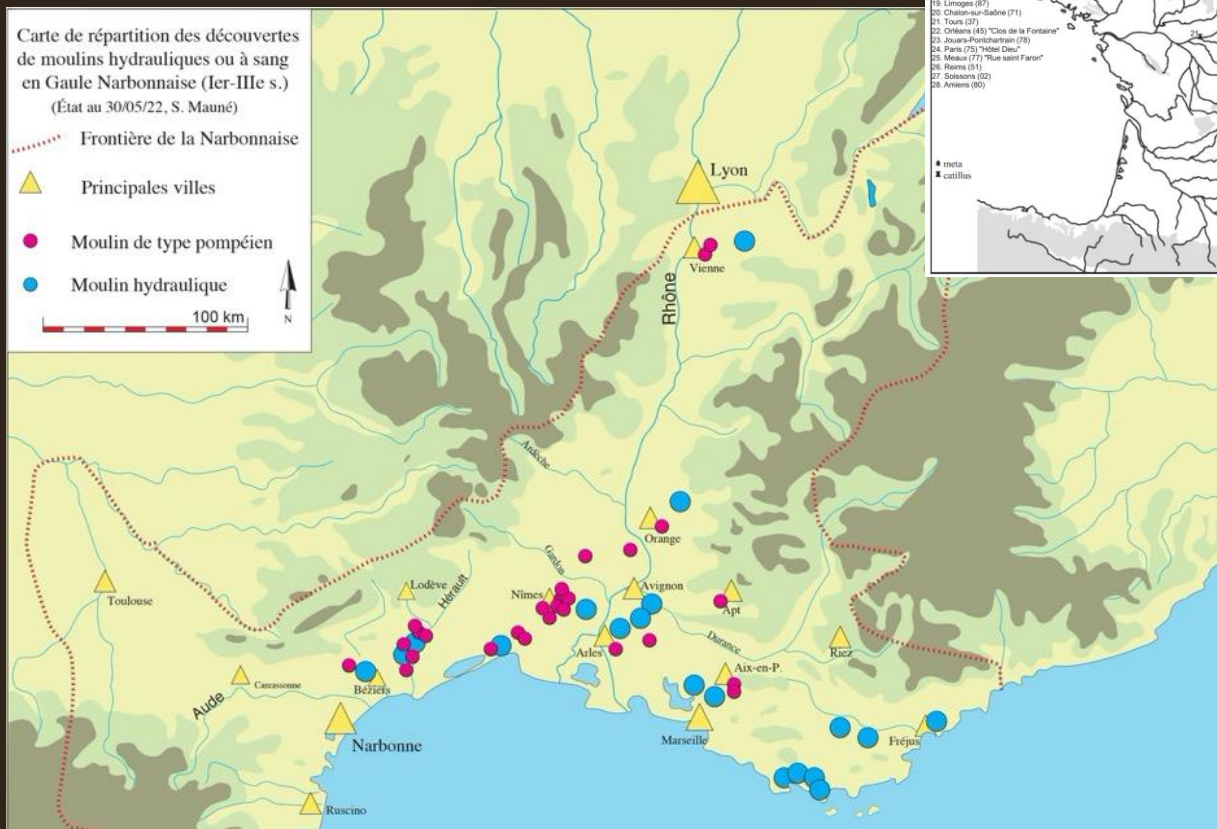 Carte de répartition des découvertes
de moulins hydrauliques ou à sang
en Gaule Narbonnaise (Ier-IIIe s.)
(État au 30/05/22, S. Mauné)
Frontière de la Narbonnaise
Principales villes
Moulin de type pompéien
Moulin hydraulique
100 km
N
19. Limoges (87)
20. Chalon-sur-Saône (71)
21. Tours (37)
22. Orléans (45) "Clos de la Fontaine"
23. Jouars-Pontchartrain (78)
24. Paris (75) "Hôtel Dieu"
25. Meaux (77) "Rue saint Faron"
26. Reims (51)
27. Soissons (02)
28. Amiens (80)
21
meta
catillus
Lyon
Vienne
Rhône
Ardèche
Orange
Gardon
Lodève
Hérault
Nîmes
Avignon
Apt
Toulouse
Arles
Durance
Riez
Aix-en-P.
Carcassonne
Béziers
Aude
Narbonne
Marseille
Fréjus
Ruscino